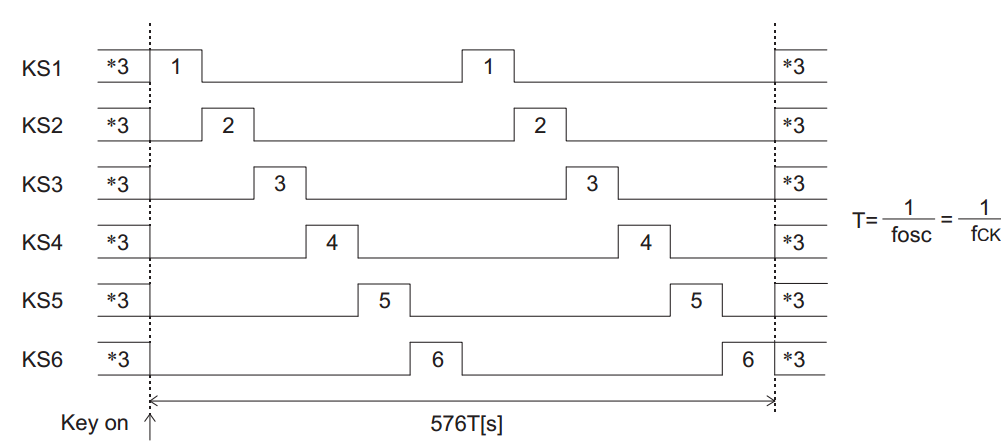 KS1 *3 1 1 *3
KS2 *3 2 2 *3
KS3 *3 3 3 *3
T= 1/fosc = 1/fCK
KS4 *3 4 4 *3
KS5 *3 5 5 *3
KS6 *3 6 6 *3
Key on 576T[s]